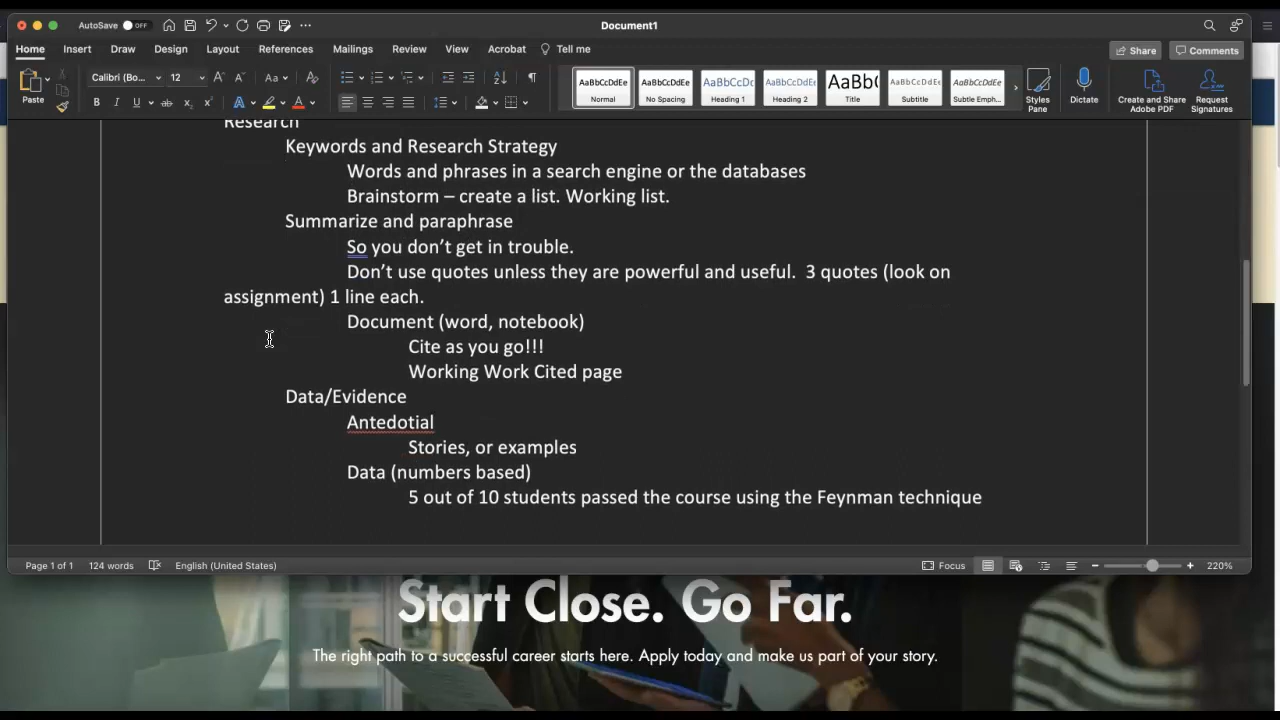 AutoSave OFF
Document1
Home Insert Draw Design Layout References Mailings Review View Acrobat Tell me Share Comments
Paste
Calibri (Bo... 12
AaBbCcDdEe AaBbCcDdEe AaBbCcDc AaBbCcDdEe AaBb( AaBbCcDdEe AaBbCcDdEe
Normal No Spacing Heading 1 Heading 2 Title Subtitle Subtle Emph...
Styles Pane
Dictate
Create and Share Adobe PDF
Request Signatures
Research
Keywords and Research Strategy
Words and phrases in a search engine or the databases
Brainstorm – create a list. Working list.
Summarize and paraphrase
So you don’t get in trouble.
Don’t use quotes unless they are powerful and useful.  3 quotes (look on
assignment) 1 line each.
Document (word, notebook)
Cite as you go!!!
Working Work Cited page
Data/Evidence
Antedotial
Stories, or examples
Data (numbers based)
5 out of 10 students passed the course using the Feynman technique
Page 1 of 1 124 words English (United States) Focus 220%
Start Close. Go Far.
The right path to a successful career starts here. Apply today and make us part of your story.